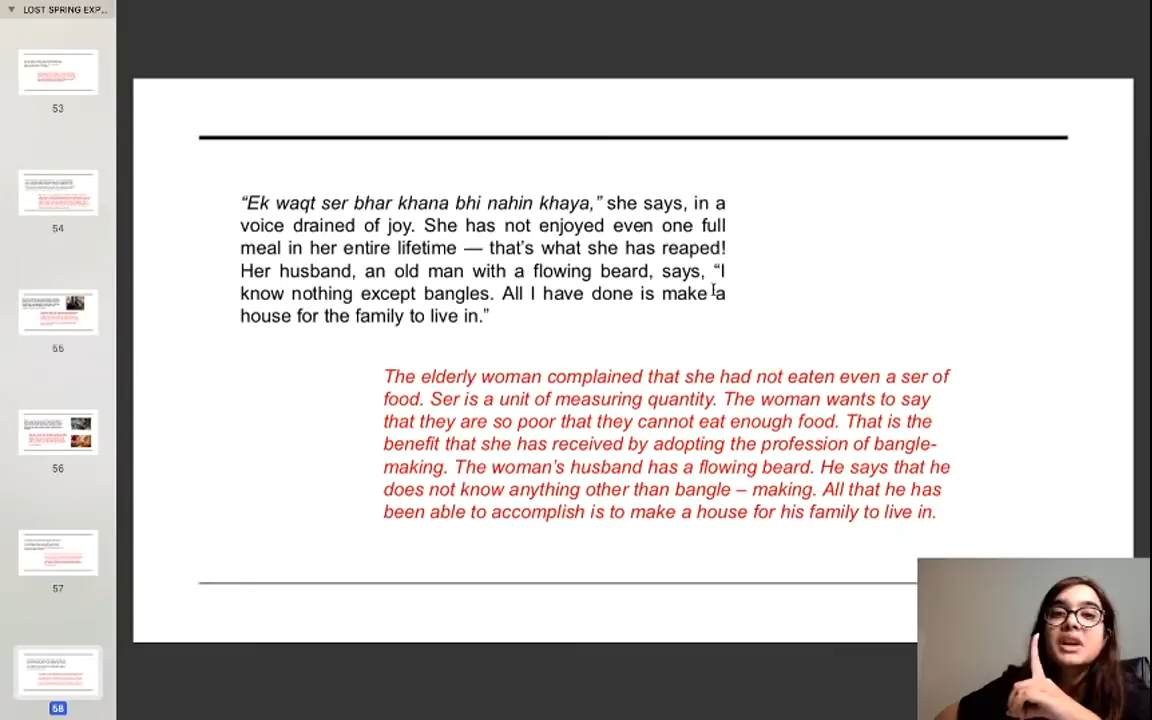 LOST SPRING EXP...
53
54
55
56
57
58
“Ek waqt ser bhar khana bhi nahin khaya,” she says, in a
voice drained of joy. She has not enjoyed even one full
meal in her entire lifetime — that’s what she has reaped!
Her husband, an old man with a flowing beard, says, “I
know nothing except bangles. All I have done is make a
house for the family to live in.”
The elderly woman complained that she had not eaten even a ser of
food. Ser is a unit of measuring quantity. The woman wants to say
that they are so poor that they cannot eat enough food. That is the
benefit that she has received by adopting the profession of bangle-
making. The woman’s husband has a flowing beard. He says that he
does not know anything other than bangle – making. All that he has
been able to accomplish is to make a house for his family to live in.